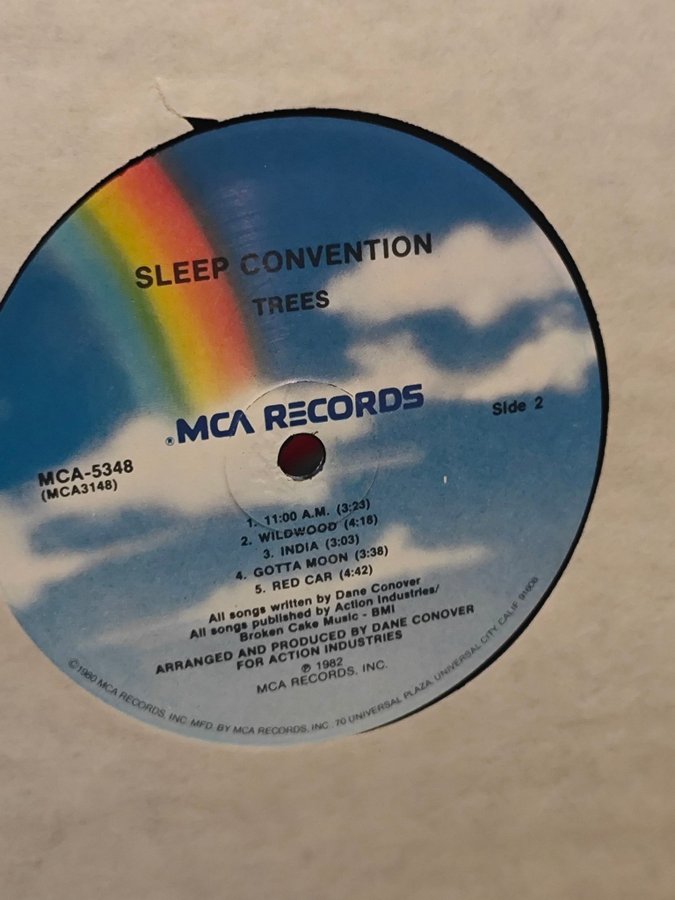 SLEEP CONVENTION
TREES
®MCA RECORDS
Side 2
MCA-5348
(MCA3148)
1. 11:00 A.M. (3:23)
2. WILDWOOD (4:18)
3. INDIA (3:03)
4. GOTTA MOON (3:38)
5. RED CAR (4:42)
All songs written by Dane Conover
All songs published by Action Industries/
Broken Cake Music - BMI
ARRANGED AND PRODUCED BY DANE CONOVER
FOR ACTION INDUSTRIES
℗ 1982
MCA RECORDS, INC.
©1980 MCA RECORDS, INC. MFD. BY MCA RECORDS, INC., 70 UNIVERSAL PLAZA, UNIVERSAL CITY, CALIF. 91608